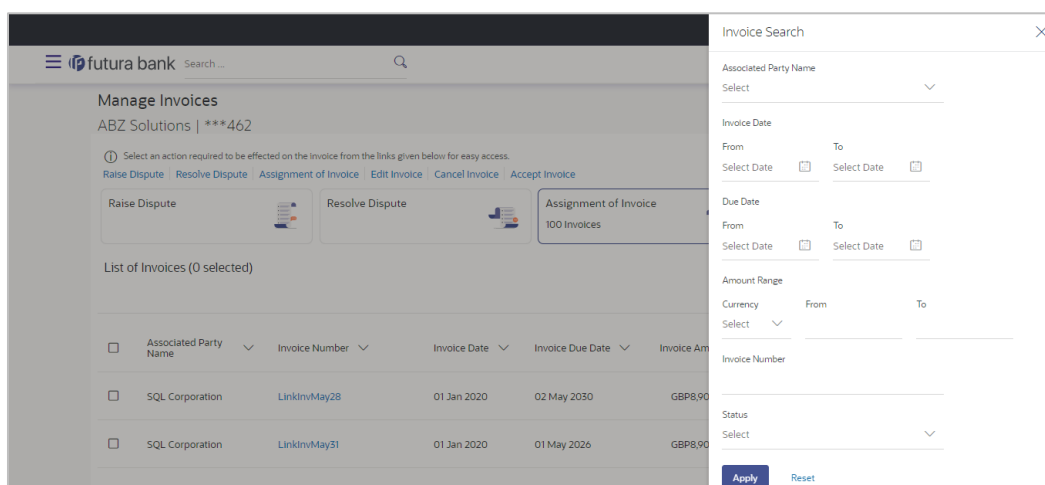 futura bank Search...
Manage Invoices
ABZ Solutions | ***462
Select an action required to be effected on the invoice from the links given below for easy access.
Raise Dispute Resolve Dispute Assignment of Invoice Edit Invoice Cancel Invoice Accept Invoice
Raise Dispute Resolve Dispute Assignment of Invoice
100 Invoices
List of Invoices (0 selected)
Associated Party Name Invoice Number Invoice Date Invoice Due Date Invoice Am
SQL Corporation LinkInvMay28 01 Jan 2020 02 May 2030 GBP8,90
SQL Corporation LinkInvMay31 01 Jan 2020 01 May 2026 GBP8,90
Invoice Search
Associated Party Name
Select
Invoice Date
From To
Select Date Select Date
Due Date
From To
Select Date Select Date
Amount Range
Currency From To
Select
Invoice Number
Status
Select
Apply Reset